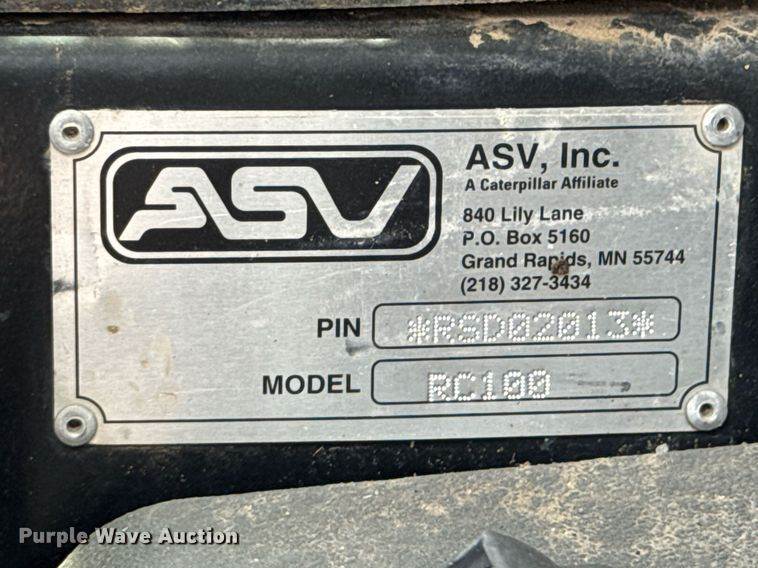 ASV
ASV, Inc.
A Caterpillar Affiliate
840 Lily Lane
P.O. Box 5160
Grand Rapids, MN 55744
(218) 327-3434
PIN *RSD02013*
MODEL RC100
Purple Wave Auction